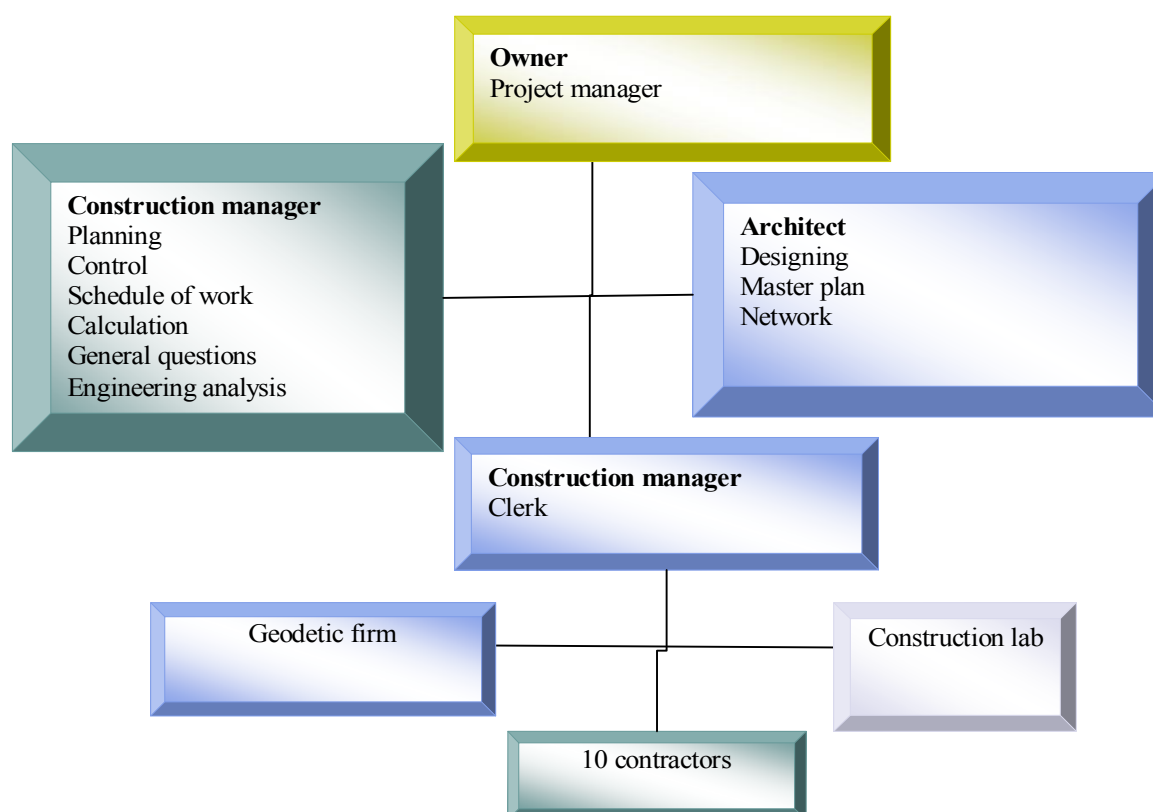 Owner
Project manager
Construction manager
Planning
Control
Schedule of work
Calculation
General questions
Engineering analysis
Architect
Designing
Master plan
Network
Construction manager
Clerk
Geodetic firm
Construction lab
10 contractors